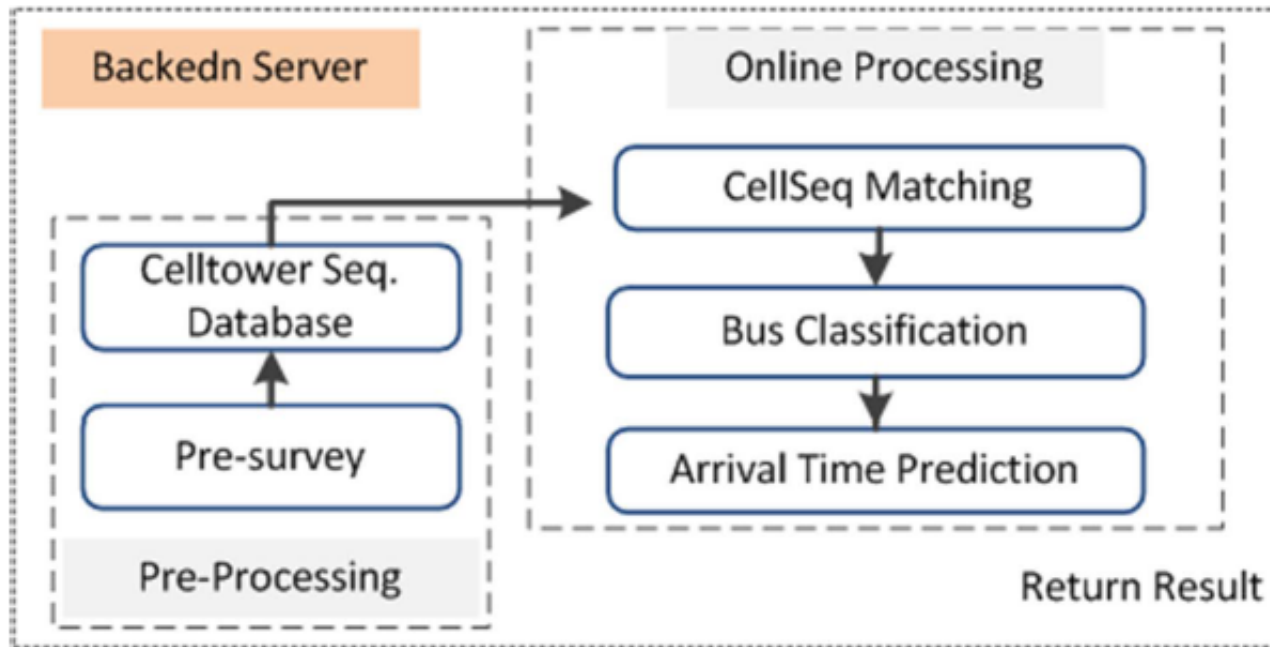 Backedn Server
Online Processing
CellSeq Matching
Celltower Seq.
Database
Bus Classification
Pre-survey
Arrival Time Prediction
Pre-Processing
Return Result